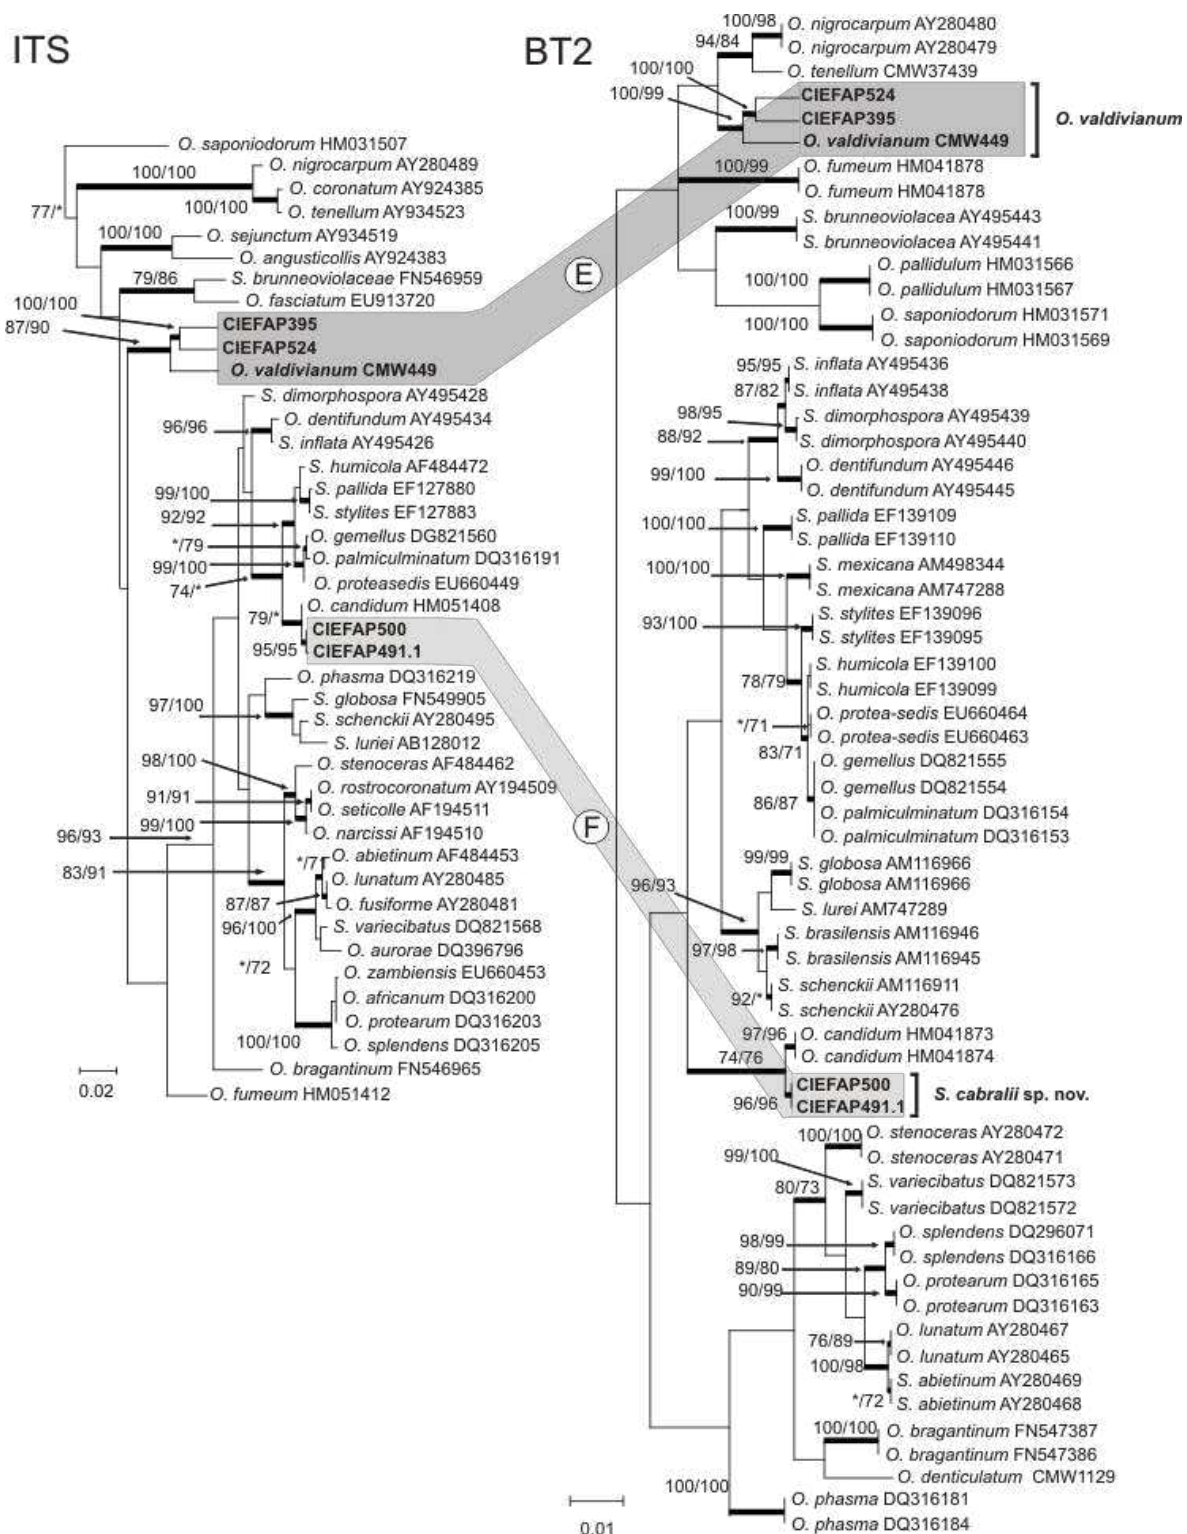 ITS
O. saponiodorum HM031507
O. nigrocarpum AY280489
100/100
O. coronatum AY924385
100/100
O. tenellum AY934523
77/*
O. sejunctum AY934519
100/100
O. angusticollis AY924383
79/86
S. brunneoviolaceae FN546959
O. fasciatum EU913720
100/100
87/90
CIEFAP395
CIEFAP524
O. valdivianum CMW449
S. dimorphospora AY495428
O. dentifundum AY495434
96/96
S. inflata AY495426
S. humicola AF484472
99/100
S. pallida EF127880
S. stylites EF127883
92/92
O. gemellus DG821560
*/79
O. palmiculminatum DQ316191
99/100
O. proteasedis EU660449
74/*
O. candidum HM051408
79/*
CIEFAP500
CIEFAP491.1
95/95
O. phasma DQ316219
S. globosa FN549905
97/100
S. schenckii AY280495
S. luriei AB128012
98/100
O. stenoceras AF484462
O. rostrocoronatum AY194509
91/91
O. seticolle AF194511
99/100
O. narcissi AF194510
96/93
O. abietinum AF484453
*/71
83/91
O. lunatum AY280485
87/87
O. fusiforme AY280481
96/100
S. variecibatus DQ821568
O. aurorae DQ396796
*/72
O. zambiensis EU660453
O. africanum DQ316200
O. protearum DQ316203
100/100
O. splendens DQ316205
O. bragantinum FN546965
O. fumeum HM051412
0.02
E
F
BT2
100/98
O. nigrocarpum AY280480
94/84
O. nigrocarpum AY280479
100/100
O. tenellum CMW37439
100/99
CIEFAP524
CIEFAP395
O. valdivianum
O. valdivianum CMW449
100/99
O. fumeum HM041878
O. fumeum HM041878
100/99
S. brunneoviolacea AY495443
S. brunneoviolacea AY495441
100/100
O. pallidulum HM031566
O. pallidulum HM031567
O. saponiodorum HM031571
100/100
O. saponiodorum HM031569
95/95
S. inflata AY495436
87/82
S. inflata AY495438
98/95
S. dimorphospora AY495439
88/92
S. dimorphospora AY495440
99/100
O. dentifundum AY495446
O. dentifundum AY495445
100/100
S. pallida EF139109
S. pallida EF139110
100/100
S. mexicana AM498344
S. mexicana AM747288
93/100
S. stylites EF139096
S. stylites EF139095
S. humicola EF139100
78/79
S. humicola EF139099
*/71
O. protea-sedis EU660464
O. protea-sedis EU660463
83/71
O. gemellus DQ821555
86/87
O. gemellus DQ821554
O. palmiculminatum DQ316154
O. palmiculminatum DQ316153
99/99
S. globosa AM116966
96/93
S. globosa AM116966
S. lurei AM747289
S. brasilensis AM116946
97/98
S. brasilensis AM116945
S. schenckii AM116911
92/*
S. schenckii AY280476
97/96
O. candidum HM041873
74/76
O. candidum HM041874
CIEFAP500
S. cabralii sp. nov.
96/96
CIEFAP491.1
100/100
O. stenoceras AY280472
99/100
O. stenoceras AY280471
80/73
S. variecibatus DQ821573
S. variecibatus DQ821572
98/99
O. splendens DQ296071
O. splendens DQ316166
89/80
O. protearum DQ316165
90/99
O. protearum DQ316163
76/89
O. lunatum AY280467
100/98
O. lunatum AY280465
S. abietinum AY280469
*/72
S. abietinum AY280468
100/100
O. bragantinum FN547387
O. bragantinum FN547386
O. denticulatum CMW1129
100/100
O. phasma DQ316181
O. phasma DQ316184
0.01